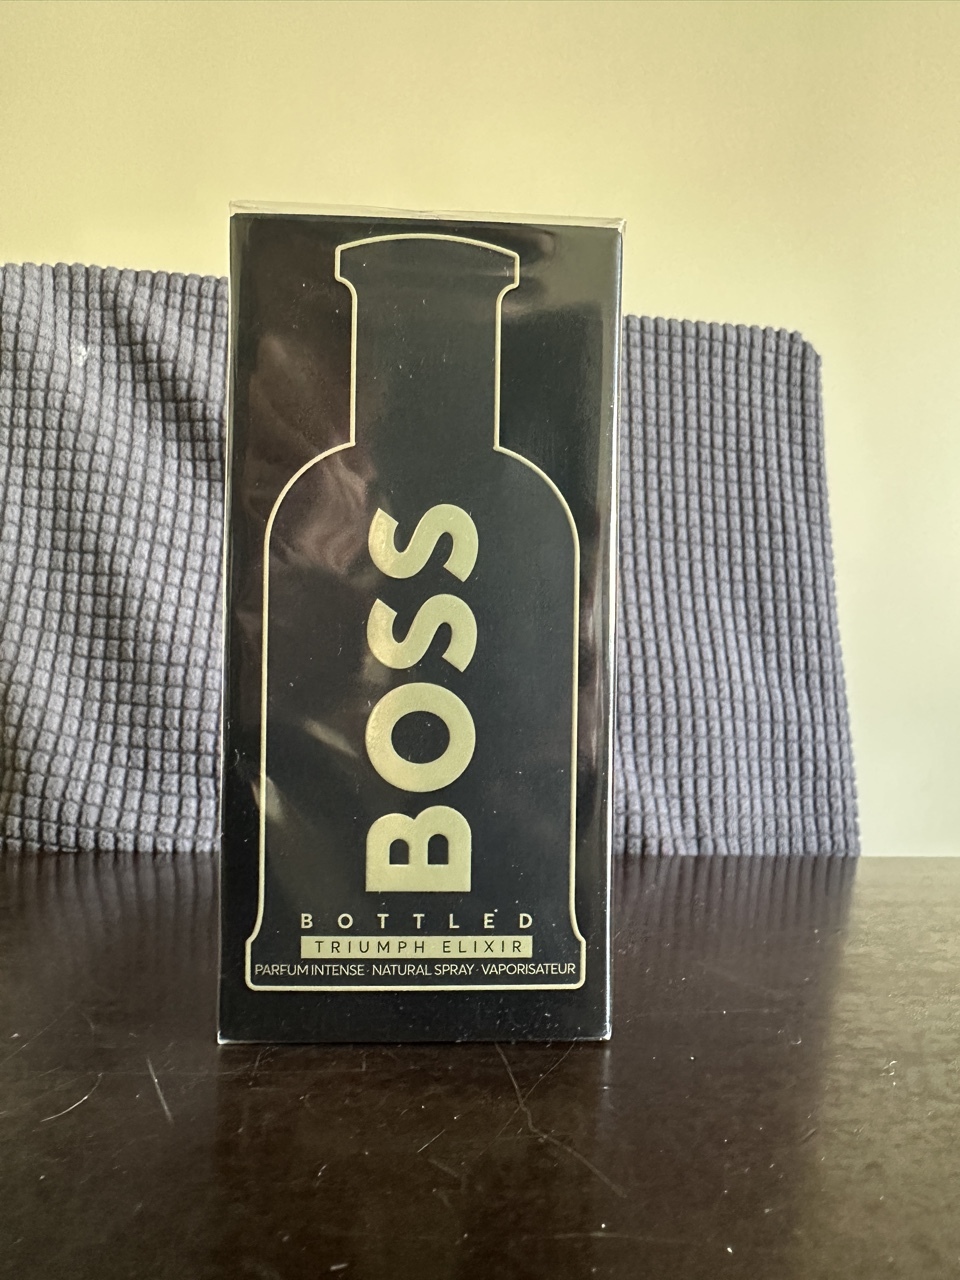 BOSS
BOTTLED
TRIUMPH ELIXIR
PARFUM INTENSE · NATURAL SPRAY · VAPORISATEUR